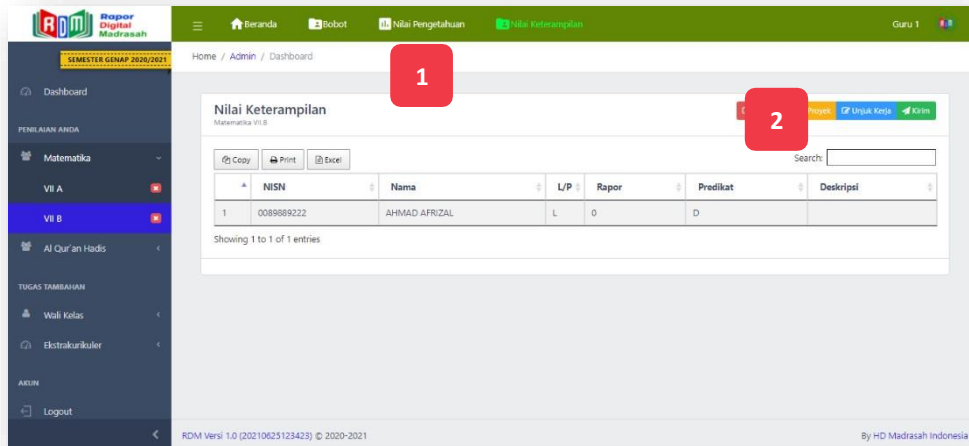 RDM Rapor Digital Madrasah
Beranda Bobot Nilai Pengetahuan Nilai Keterampilan Guru 1
SEMESTER GENAP 2020/2021
Home / Admin / Dashboard
1
Dashboard
Nilai Keterampilan
Matematika VII.B
2
Proyek Unjuk Kerja Kirim
PENILAIAN ANDA
Matematika
VII A
VII B
Al Qur'an Hadis
TUGAS TAMBAHAN
Wali Kelas
Ekstrakurikuler
AKUN
Logout
Copy Print Excel
Search:
NISN Nama L/P Rapor Predikat Deskripsi
1 0089889222 AHMAD AFRIZAL L 0 D
Showing 1 to 1 of 1 entries
RDM Versi 1.0 (20210625123423) © 2020-2021
By HD Madrasah Indonesia